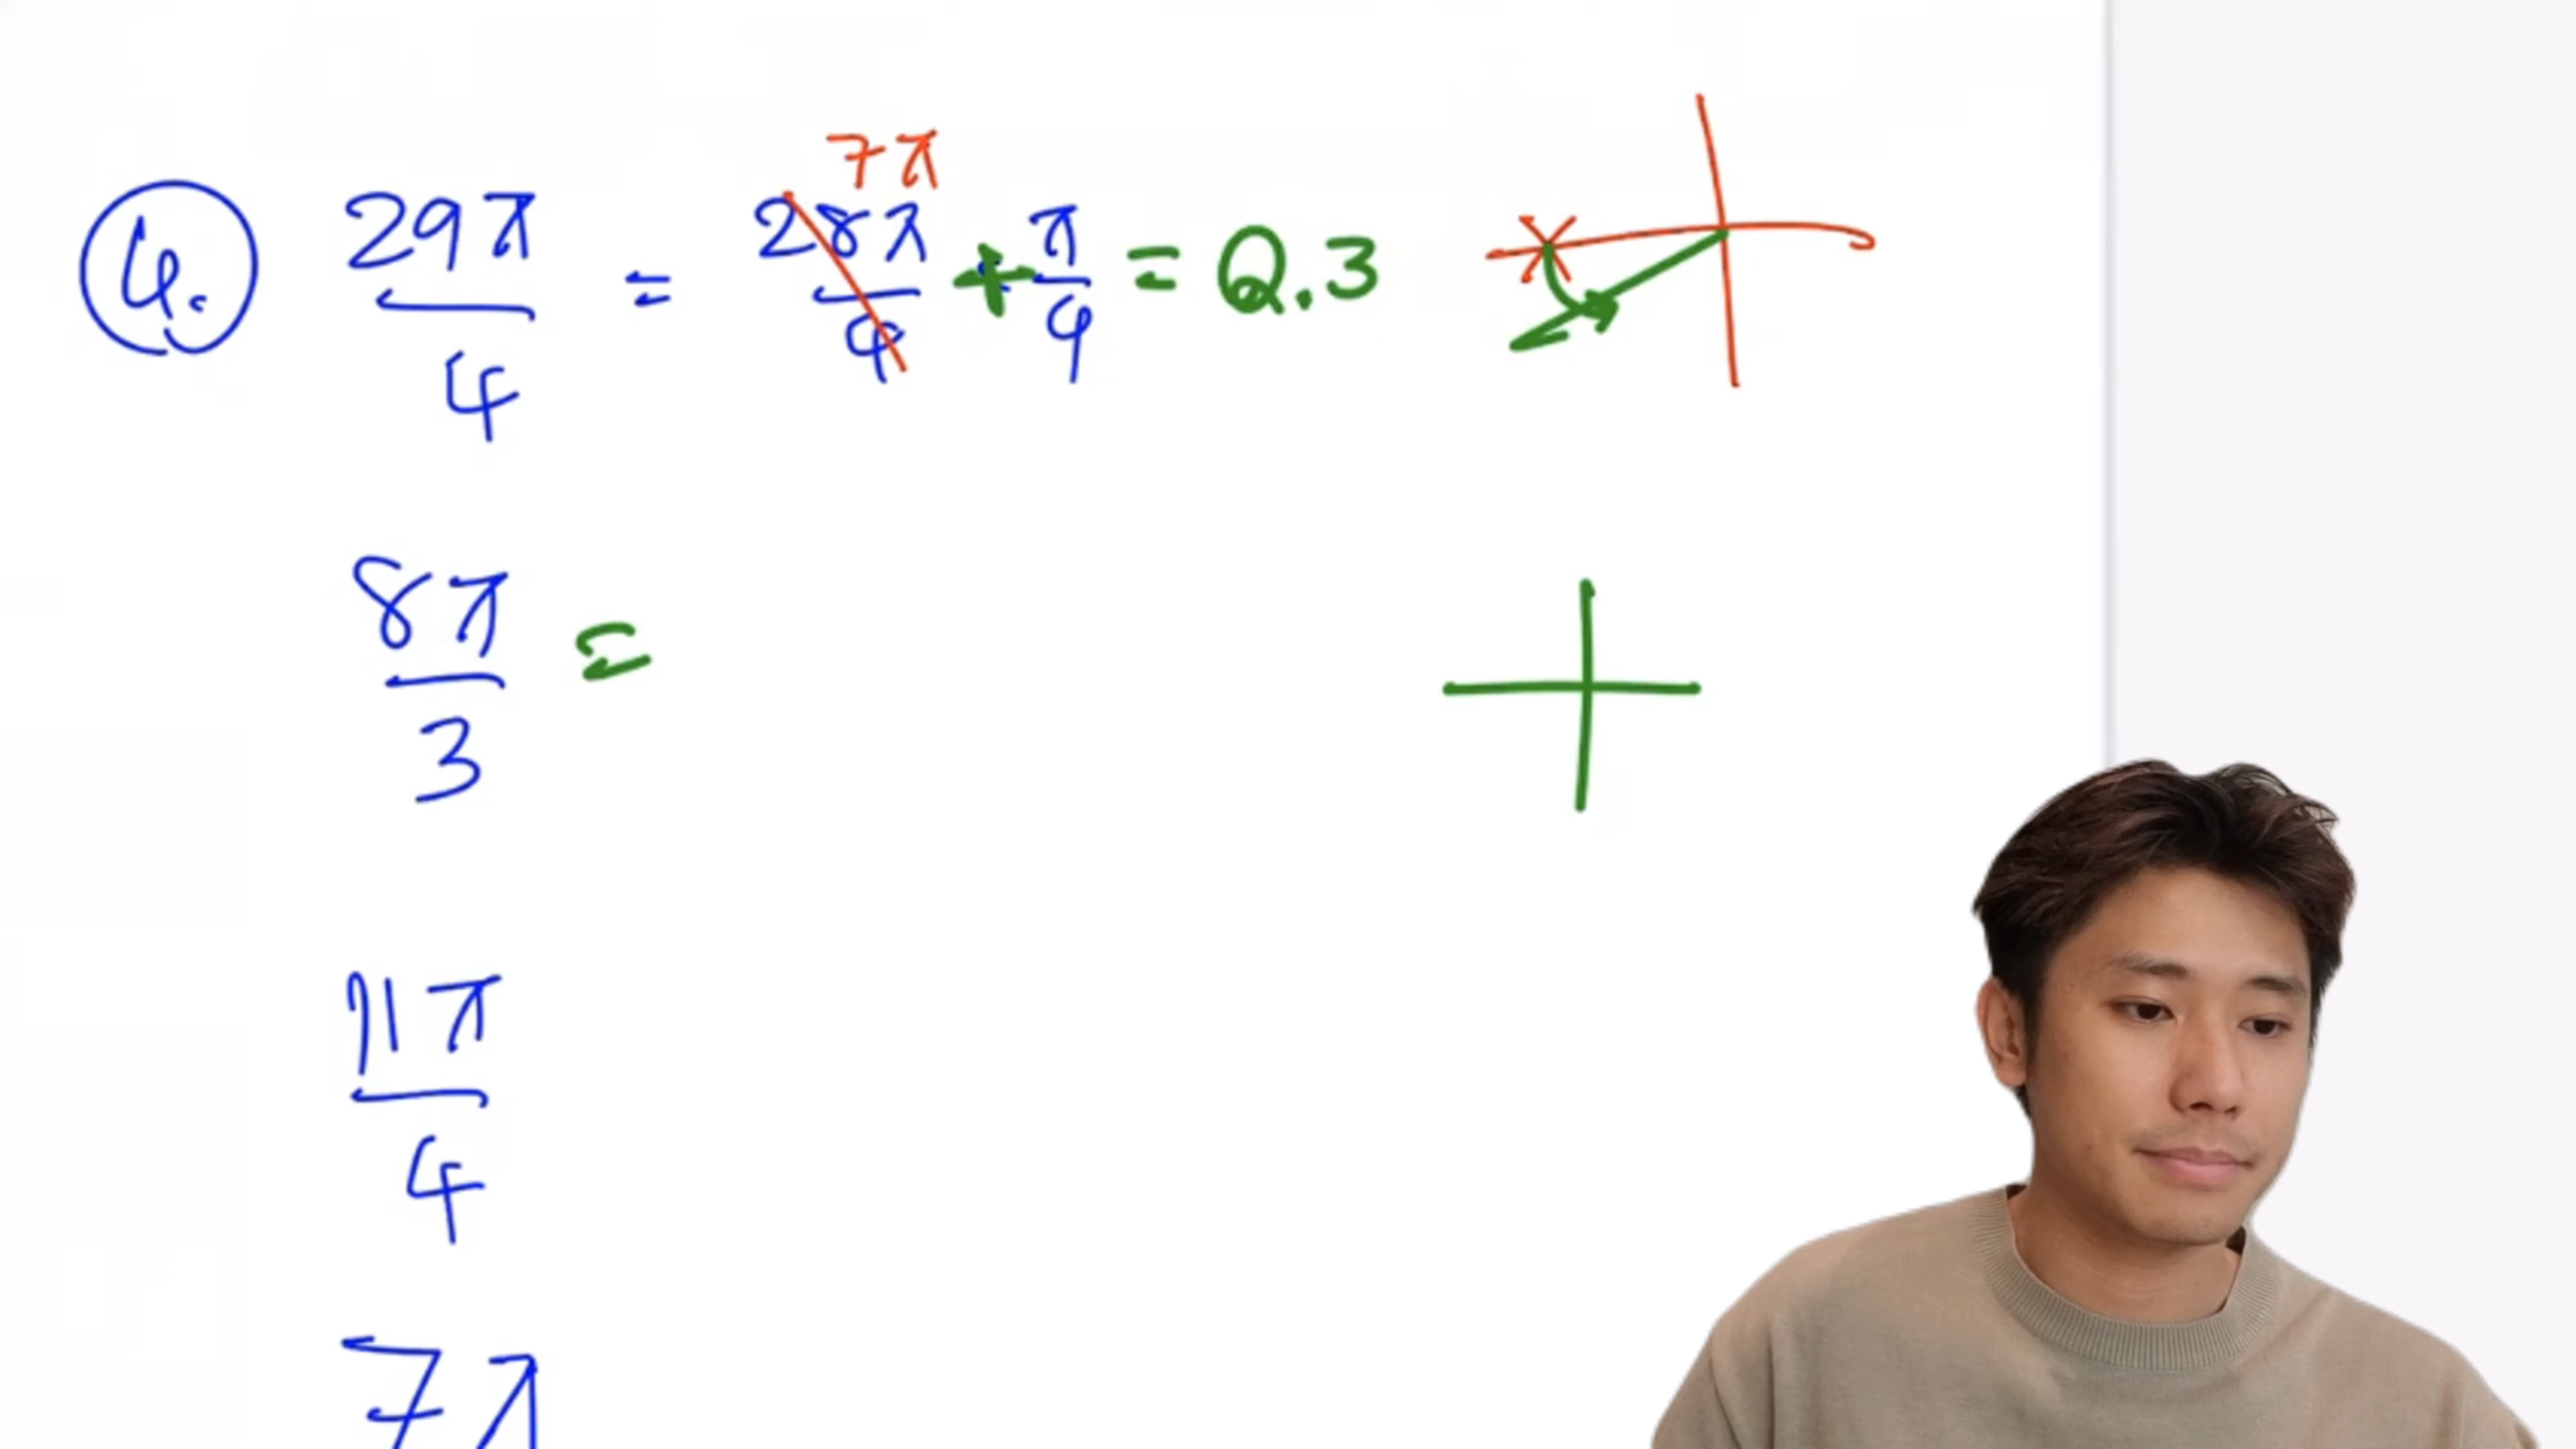 7π
④. 29π/4 = 28π/4 + π/4 = Q.3
8π/3 =
11π/4
7π